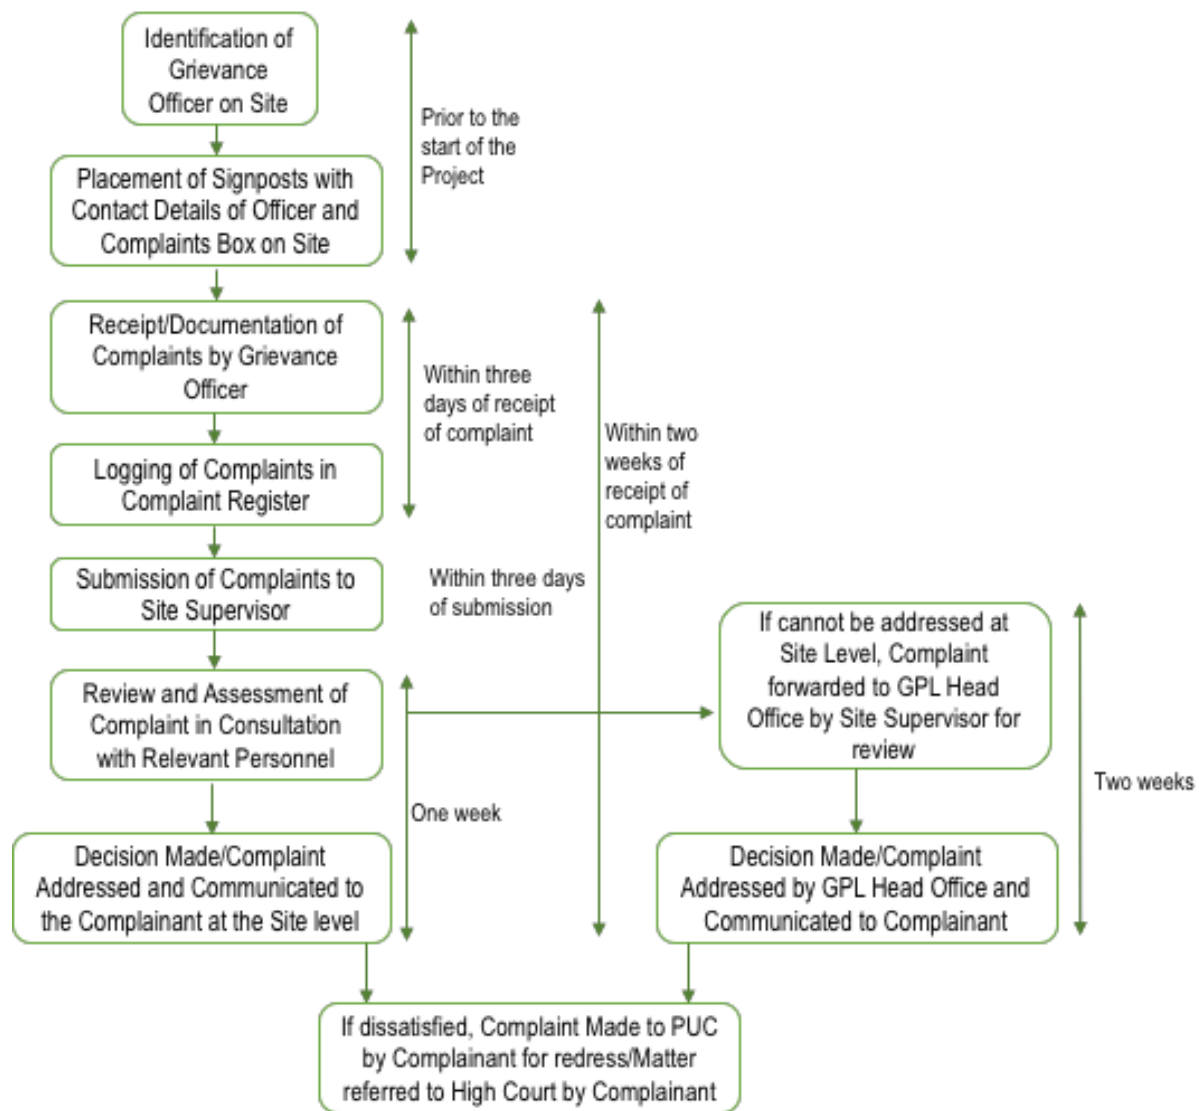 Identification of
Grievance
Officer on Site
Prior to the
start of the
Project
Placement of Signposts with
Contact Details of Officer and
Complaints Box on Site
Receipt/Documentation of
Complaints by Grievance
Officer
Within three
days of receipt
of complaint
Within two
weeks of
receipt of
complaint
Logging of Complaints in
Complaint Register
Submission of Complaints to
Site Supervisor
Within three days
of submission
If cannot be addressed at
Site Level, Complaint
forwarded to GPL Head
Office by Site Supervisor for
review
Review and Assessment of
Complaint in Consultation
with Relevant Personnel
One week
Two weeks
Decision Made/Complaint
Addressed and Communicated to
the Complainant at the Site level
Decision Made/Complaint
Addressed by GPL Head Office and
Communicated to Complainant
If dissatisfied, Complaint Made to PUC
by Complainant for redress/Matter
referred to High Court by Complainant